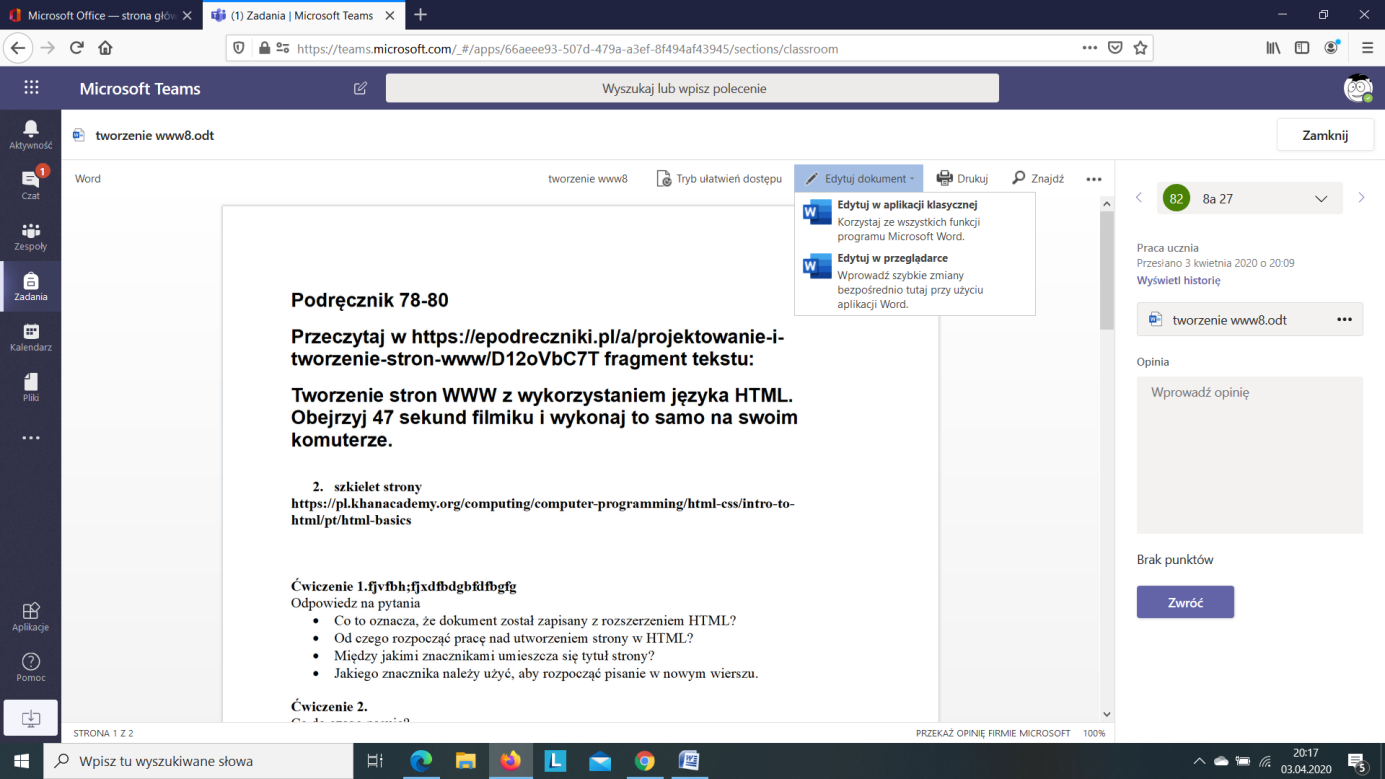 Microsoft Office — strona głów
(1) Zadania | Microsoft Teams
https://teams.microsoft.com/_#/apps/66aeee93-507d-479a-a3ef-8f494af43945/sections/classroom
Microsoft Teams
Wyszukaj lub wpisz polecenie
Aktywność
Czat
1
Zespoły
Zadania
Kalendarz
Pliki
Aplikacje
Pomoc
tworzenie www8.odt
Zamknij
Word
tworzenie www8
Tryb ułatwień dostępu
Edytuj dokument
Drukuj
Znajdź
Edytuj w aplikacji klasycznej
Korzystaj ze wszystkich funkcji
programu Microsoft Word.
Edytuj w przeglądarce
Wprowadź szybkie zmiany
bezpośrednio tutaj przy użyciu
aplikacji Word.
Podręcznik 78-80
Przeczytaj w https://epodreczniki.pl/a/projektowanie-i-
tworzenie-stron-www/D12oVbC7T fragment tekstu:
Tworzenie stron WWW z wykorzystaniem języka HTML.
Obejrzyj 47 sekund filmiku i wykonaj to samo na swoim
komuterze.
2. szkielet strony
https://pl.khanacademy.org/computing/computer-programming/html-css/intro-to-
html/pt/html-basics
Ćwiczenie 1.fjvfbh;fjxdfbdgbfdfbgfg
Odpowiedz na pytania
• Co to oznacza, że dokument został zapisany z rozszerzeniem HTML?
• Od czego rozpocząć pracę nad utworzeniem strony w HTML?
• Między jakimi znacznikami umieszcza się tytuł strony?
• Jakiego znacznika należy użyć, aby rozpocząć pisanie w nowym wierszu.
Ćwiczenie 2.
82
8a 27
Praca ucznia
Przesłano 3 kwietnia 2020 o 20:09
Wyświetl historię
tworzenie www8.odt
Opinia
Wprowadź opinię
Brak punktów
Zwróć
STRONA 1 Z 2
PRZEKAŻ OPINIĘ FIRMIE MICROSOFT
100%
Wpisz tu wyszukiwane słowa
20:17
03.04.2020
5